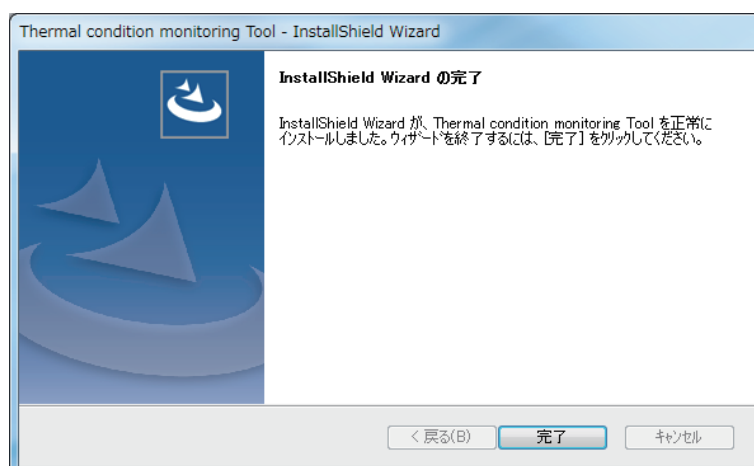 Thermal condition monitoring Tool - InstallShield Wizard
InstallShield Wizard の完了
InstallShield Wizard が、Thermal condition monitoring Tool を正常に
インストールしました。ウィザードを終了するには、[完了] をクリックしてください。
< 戻る(B) 完了 キャンセル